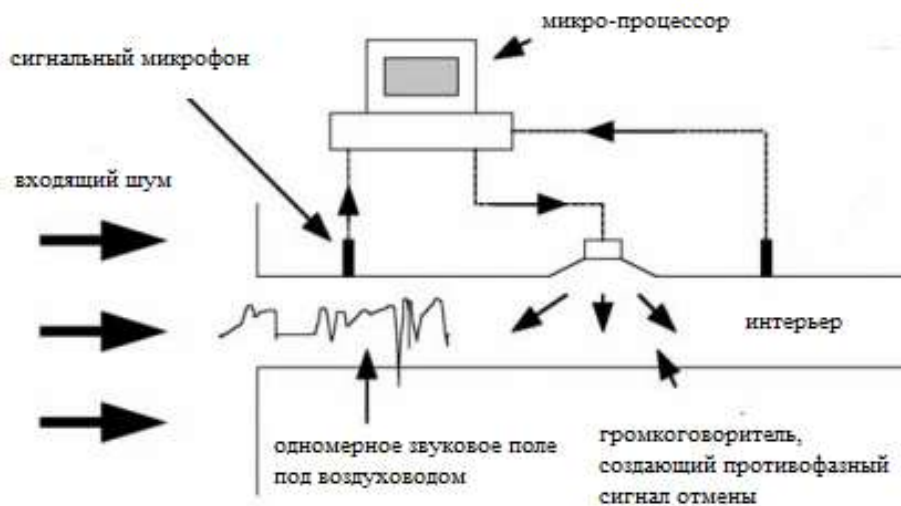 микро-процессор
сигнальный микрофон
входящий шум
интерьер
одномерное звуковое поле
под воздуховодом
громкоговоритель,
создающий противофазный
сигнал отмены